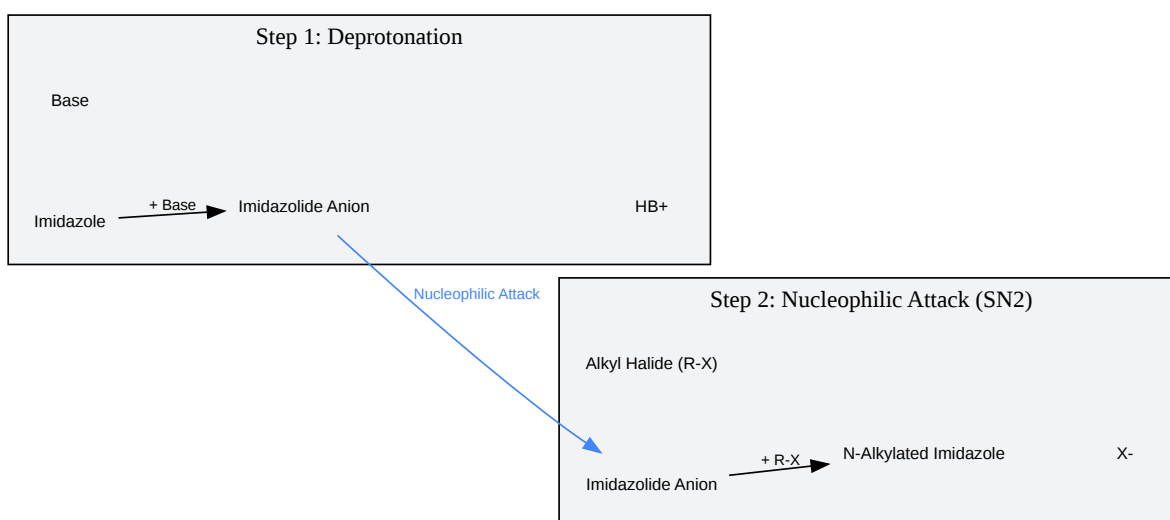 Step 1: Deprotonation
Base
+ Base
Imidazole
Imidazolide Anion
HB+
Nucleophilic Attack
Step 2: Nucleophilic Attack (SN2)
Alkyl Halide (R-X)
+ R-X
Imidazolide Anion
N-Alkylated Imidazole
X-